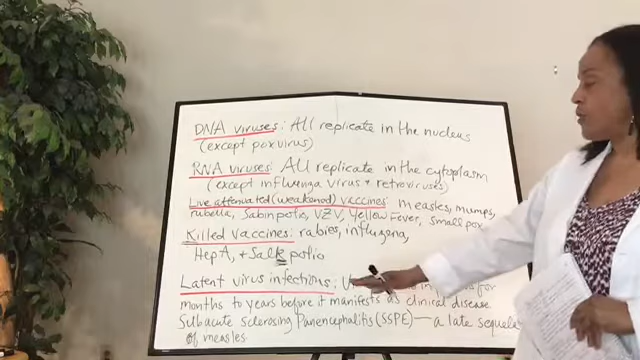 DNA viruses: All replicate in the nucleus
(except poxvirus)
RNA viruses: All replicate in the cytoplasm
(except influenza virus + retroviruses)
Live attenuated (weakened) vaccines: measles, mumps,
rubella, Sabin polio, VZV, Yellow Fever, Smallpox
Killed vaccines: rabies, influenza,
Hep A, + Salk polio
Latent virus infections: for
months to years before it manifests as clinical disease
Subacute Sclerosing Panencephalitis (SSPE) — a late sequela
of measles